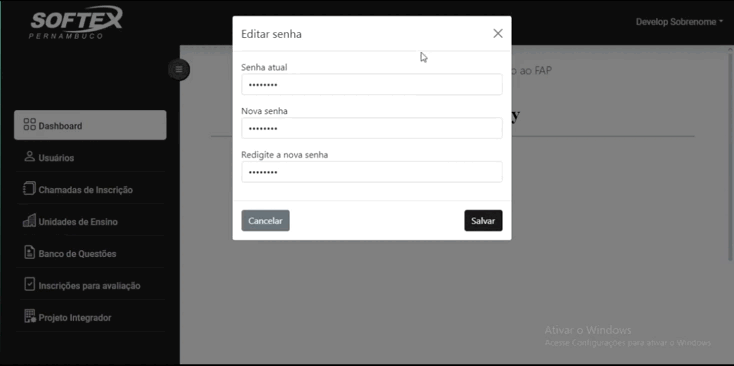 SOFTEX
PERNAMBUCO
Develop Sobrenome
Editar senha
Senha atual
••••••••
Nova senha
••••••••
Redigite a nova senha
••••••••
Cancelar
Salvar
o ao FAP
y
Dashboard
Usuários
Chamadas de Inscrição
Unidades de Ensino
Banco de Questões
Inscrições para avaliação
Projeto Integrador
Ativar o Windows
Acesse Configurações para ativar o Windows.